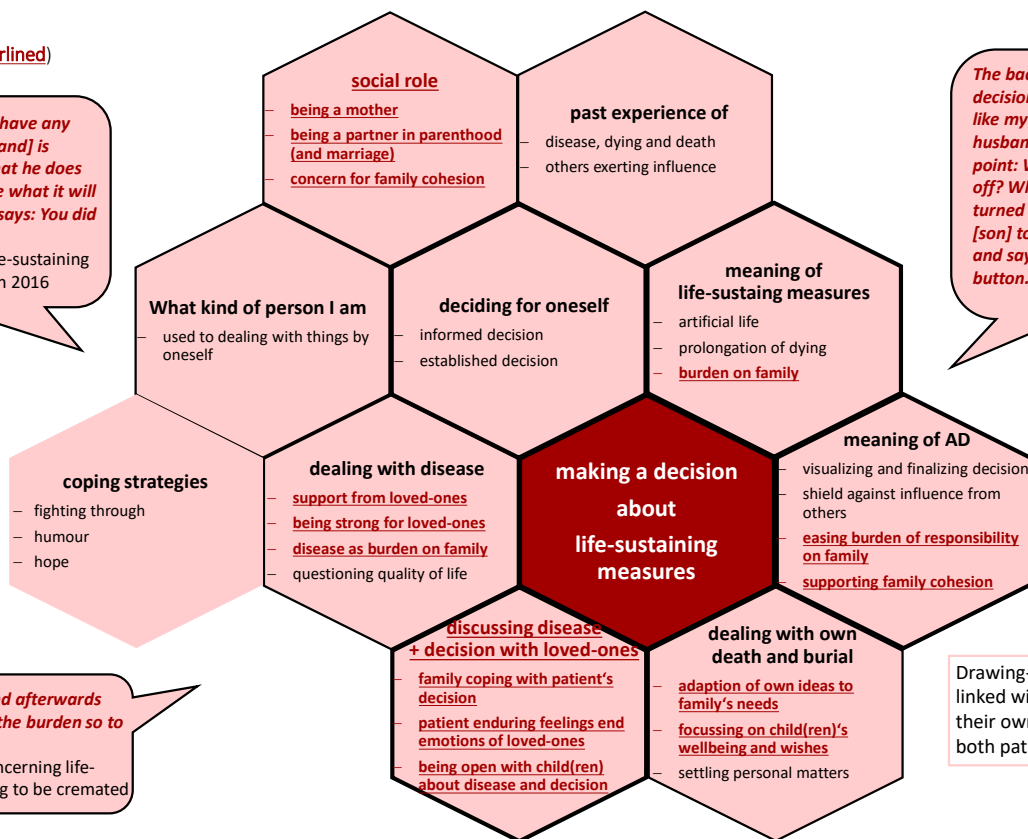 rlined)
have any
and] is
at he does
e what it will
says: You did
e-sustaining
n 2016
social role
– being a mother
– being a partner in parenthood
(and marriage)
– concern for family cohesion
past experience of
– disease, dying and death
– others exerting influence
The bac
decision
like my
husban
point: V
off? Wh
turned
[son] to
and say
button.
What kind of person I am
– used to dealing with things by
oneself
deciding for oneself
– informed decision
– established decision
meaning of
life-sustaing measures
– artificial life
– prolongation of dying
– burden on family
coping strategies
– fighting through
– humour
– hope
dealing with disease
– support from loved-ones
– being strong for loved-ones
– disease as burden on family
– questioning quality of life
making a decision
about
life-sustaining
measures
meaning of AD
– visualizing and finalizing decision
– shield against influence from
others
– easing burden of responsibility
on family
– supporting family cohesion
discussing disease
+ decision with loved-ones
– family coping with patient‘s
decision
– patient enduring feelings end
emotions of loved-ones
– being open with child(ren)
about disease and decision
dealing with own
death and burial
– adaption of own ideas to
family‘s needs
– focussing on child(ren)‘s
wellbeing and wishes
– settling personal matters
d afterwards
the burden so to
ncerning life-
g to be cremated
Drawing-
linked wi
their own
both pat